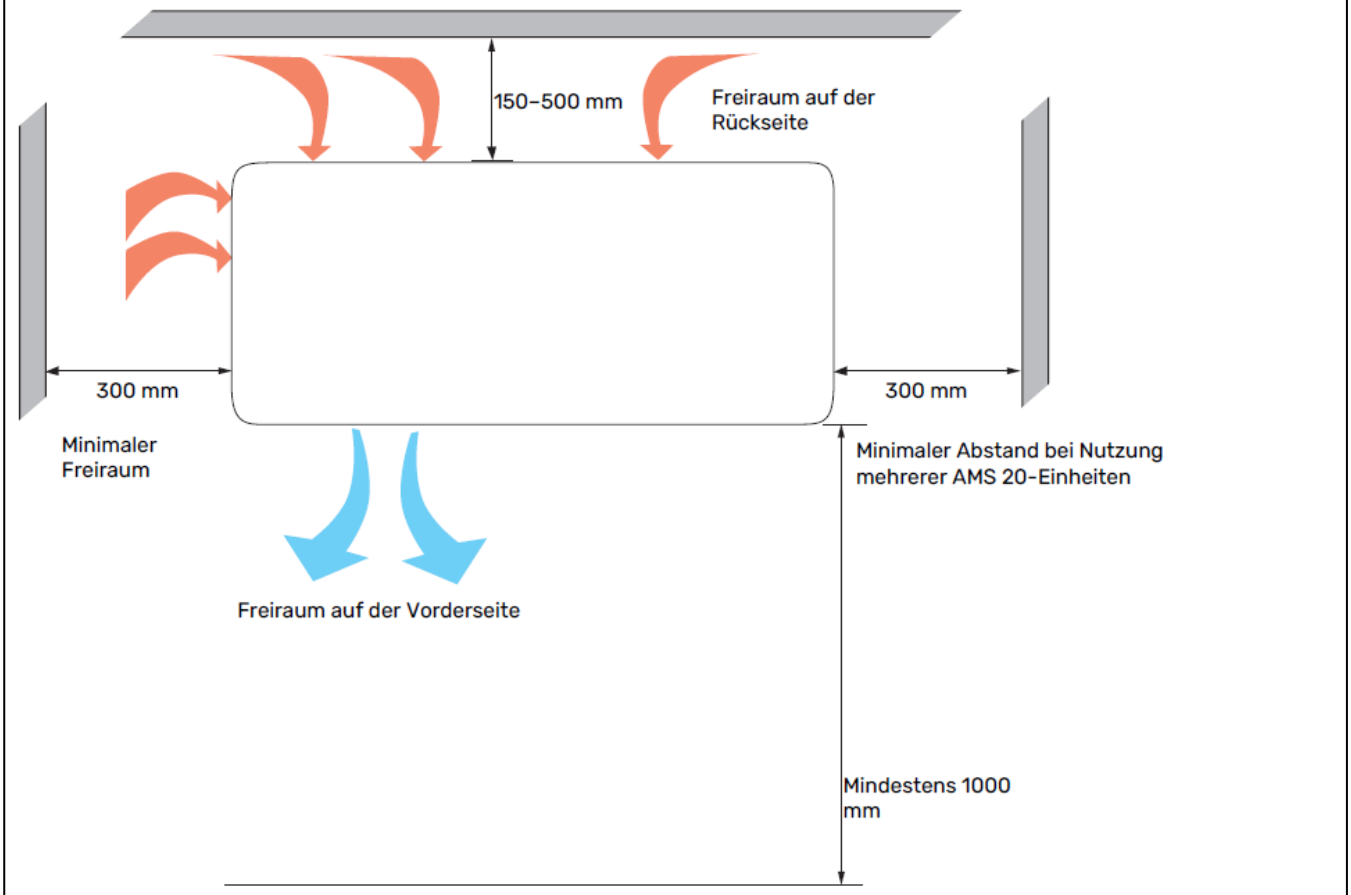 150–500 mm
Freiraum auf der
Rückseite
300 mm
300 mm
Minimaler
Freiraum
Minimaler Abstand bei Nutzung
mehrerer AMS 20-Einheiten
Freiraum auf der Vorderseite
Mindestens 1000
mm